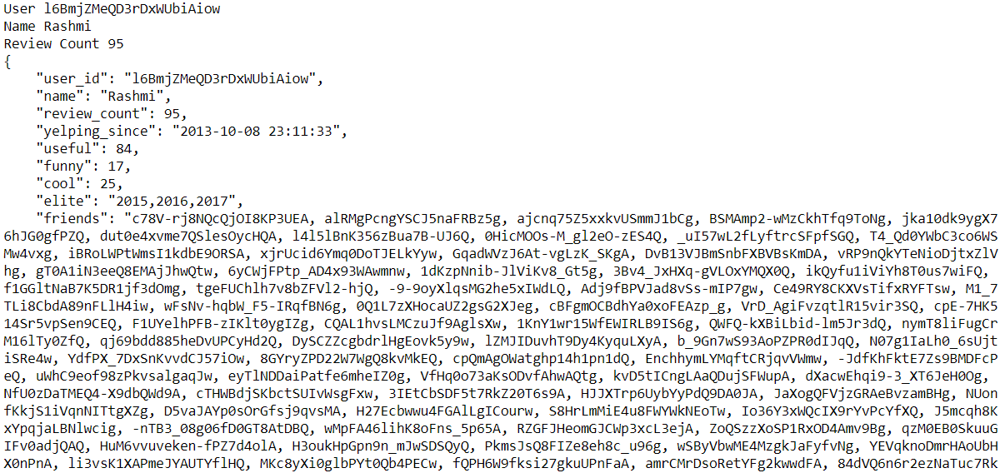 User l6BmjZMeQD3rDxWUbiAiow
Name Rashmi
Review Count 95
{
    "user_id": "l6BmjZMeQD3rDxWUbiAiow",
    "name": "Rashmi",
    "review_count": 95,
    "yelping_since": "2013-10-08 23:11:33",
    "useful": 84,
    "funny": 17,
    "cool": 25,
    "elite": "2015,2016,2017",
    "friends": "c78V-rj8NQcQjOI8KP3UEA, alRMgPcngYSCJ5naFRBz5g, ajcnq75Z5xxkvUSmmJ1bCg, BSMAmp2-wMzCkhTfq9ToNg, jka10dk9ygX7
6hJG0gfPZQ, dut0e4xvme7QSlesOycHQA, l4l5lBnK356zBua7B-UJ6Q, 0HicMOOs-M_gl2eO-zES4Q, _uI57wL2fLyftrcSFpfSGQ, T4_Qd0YWbC3co6WS
Mw4vxg, iBRoLWPtWmsI1kdbE9ORSA, xjrUcid6Ymq0DoTJELkYyw, GqadWVzJ6At-vgLzK_SKgA, DvB13VJBmSnbFXBVBsKmDA, vRP9nQkYTeNioDjtxZlV
hg, gT0A1iN3eeQ8EMAjJhwQtw, 6yCWjFPtp_AD4x93WAwmnw, 1dKzpNnib-JlViKv8_Gt5g, 3Bv4_JxHXq-gVLOxYMQX0Q, ikQyfu1iViYh8T0us7wiFQ,
f1GGltNaB7K5DR1jf3dOmg, tgeFUChlh7v8bZFVl2-hjQ, -9-9oyXlqsMG2he5xIWdLQ, Adj9fBPVJad8vSs-mIP7gw, Ce49RY8CKXVsTifxRYFTsw, M1_7
TLi8CbdA89nFLlH4iw, wFsNv-hqbW_F5-IRqfBN6g, 0Q1L7zXHocaUZ2gsG2XJeg, cBFgmOCBdhYa0xoFEAzp_g, VrD_AgiFvzqtlR15vir3SQ, cpE-7HK5
14Sr5vpSen9CEQ, F1UYelhPFB-zIKlt0ygIZg, CQAL1hvsLMCzuJf9AglsXw, 1KnY1wr15WfEWIRLB9IS6g, QWFQ-kXBiLbid-lm5Jr3dQ, nymT8liFugCr
M16lTy0ZfQ, qj69bdd885heDvUPCyHd2Q, DySCZZcgbdrlHgEovk5y9w, lZMJIDuvhT9Dy4KyquLXyA, b_9Gn7wS93AoPZPR0dIJqQ, N07g1IaLh0_6sUjt
iSRe4w, YdfPX_7DxSnKvvdCJ57iOw, 8GYryZPD22W7WgQ8kvMkEQ, cpQmAgOWatghp14h1pn1dQ, EnchhymLYMqftCRjqvVWmw, -JdfKhFktE7Zs9BMDFcP
eQ, uWhC9eof98zPkvsalgaqJw, eyTlNDDaiPatfe6mheIZ0g, VfHq0o73aKsODvfAhwAQtg, kvD5tICngLAaQDujSFWupA, dXacwEhqi9-3_XT6JeH0Og,
NfU0zDaTMEQ4-X9dbQWd9A, cTHWBdjSKbctSUIvWsgFxw, 3IEtCbSDF5t7RkZ20T6s9A, HJJXTrp6UybYyPdQ9DA0JA, JaXogQFVjzGRAeBvzamBHg, NUon
fKkjS1iVqnNITtgXZg, D5vaJAYp0sOrGfsj9qvsMA, H27Ecbwwu4FGAlLgICourw, S8HrLmMiE4u8FWYWkNEoTw, Io36Y3xWQcIX9rYvPcYfXQ, J5mcqh8K
xYpqjaLBNlwcig, -nTB3_08g06fD0GT8AtDBQ, wMpFA46lihK8oFns_5p65A, RZGFJHeomGJCWp3xcL3ejA, ZoQSzzXoSP1RxOD4Amv9Bg, qzM0EB0SkuuG
IFv0adjQAQ, HuM6vvuveken-fPZ7d4olA, H3oukHpGpn9n_mJwSDSQyQ, PkmsJsQ8FIZe8eh8c_u96g, wSByVbwME4MzgkJaFyfvNg, YEVqknoDmrHAoUbH
X0nPnA, li3vsK1XAPmeJYAUTYflHQ, MKc8yXi0glbPYt0Qb4PECw, fQPH6W9fksi27gkuUPnFaA, amrCMrDsoRetYFg2kwwdFA, 84dVQ6n6r2ezNaTuc7Rk